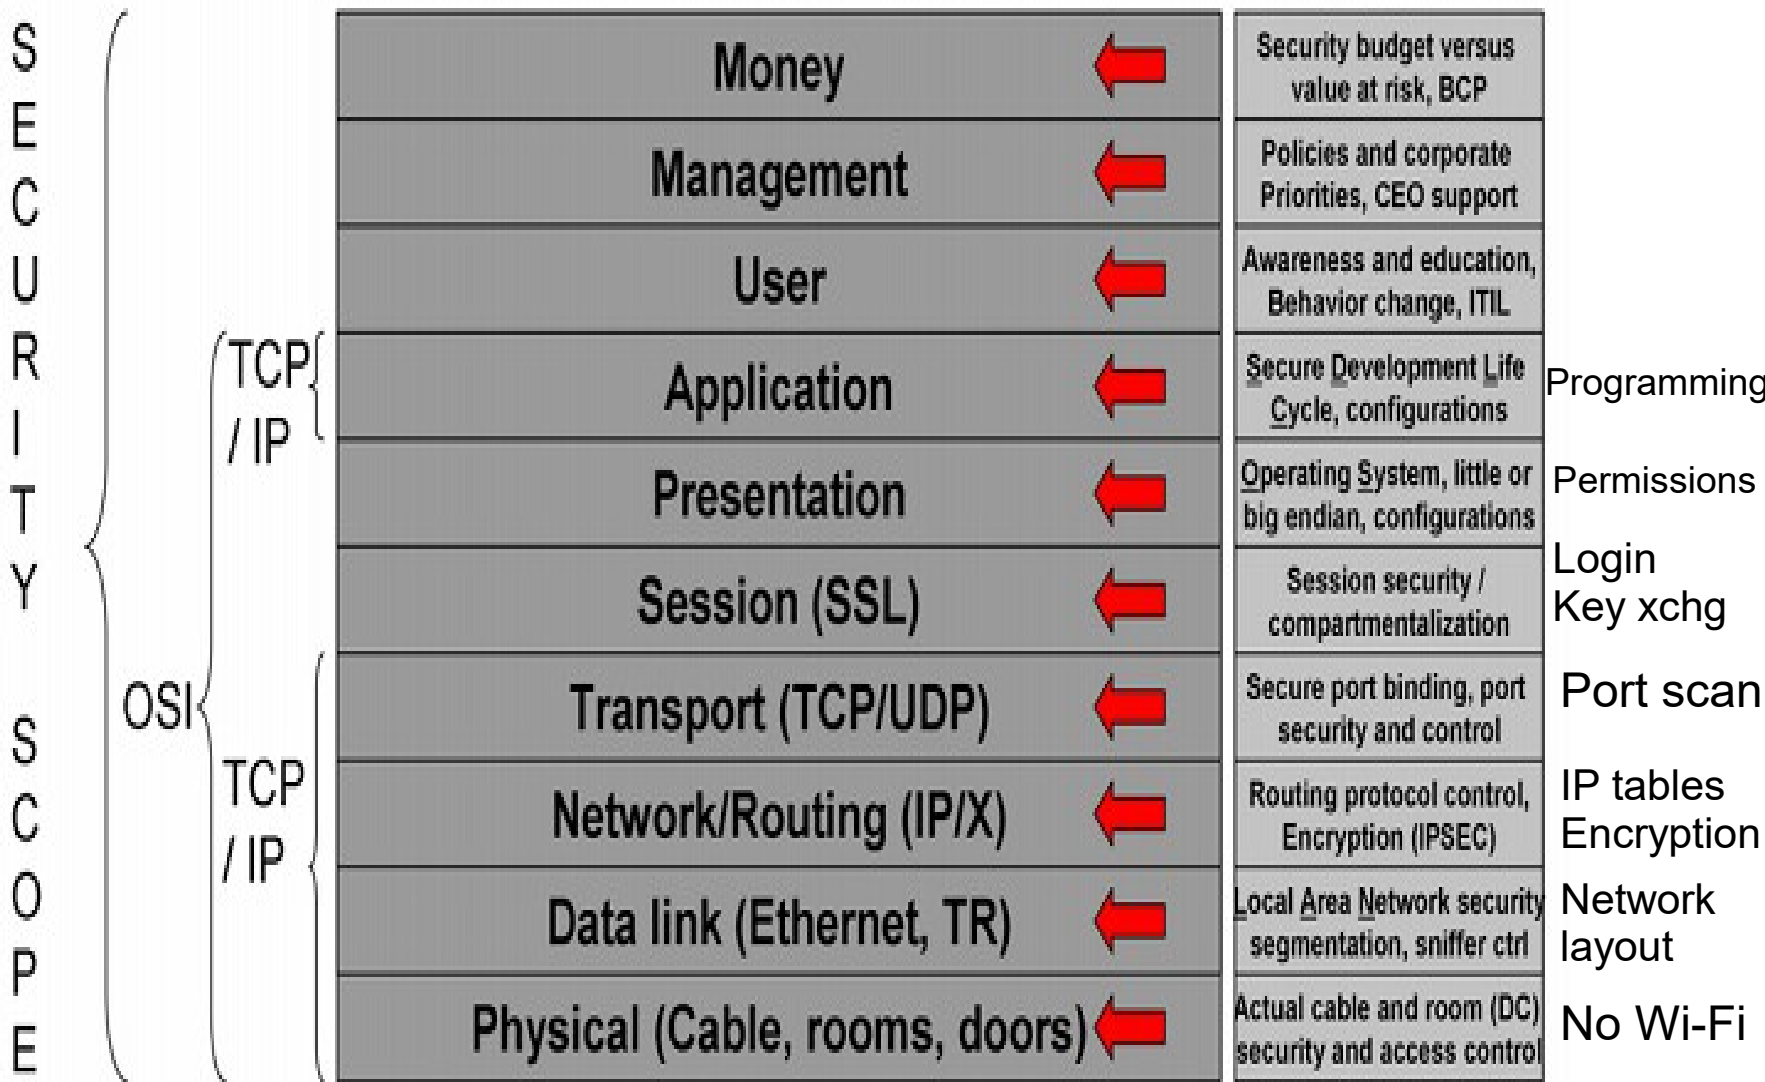 SECURITY SCOPE
OSI
TCP
/ IP
TCP
/ IP
Money
Security budget versus
value at risk, BCP
Management
Policies and corporate
Priorities, CEO support
User
Awareness and education,
Behavior change, ITIL
Application
Secure Development Life
Cycle, configurations
Programming
Presentation
Operating System, little or
big endian, configurations
Permissions
Session (SSL)
Session security /
compartmentalization
Login
Key xchg
Transport (TCP/UDP)
Secure port binding, port
security and control
Port scan
Network/Routing (IP/X)
Routing protocol control,
Encryption (IPSEC)
IP tables
Encryption
Data link (Ethernet, TR)
Local Area Network security
segmentation, sniffer ctrl
Network
layout
Physical (Cable, rooms, doors)
Actual cable and room (DC)
security and access control
No Wi-Fi